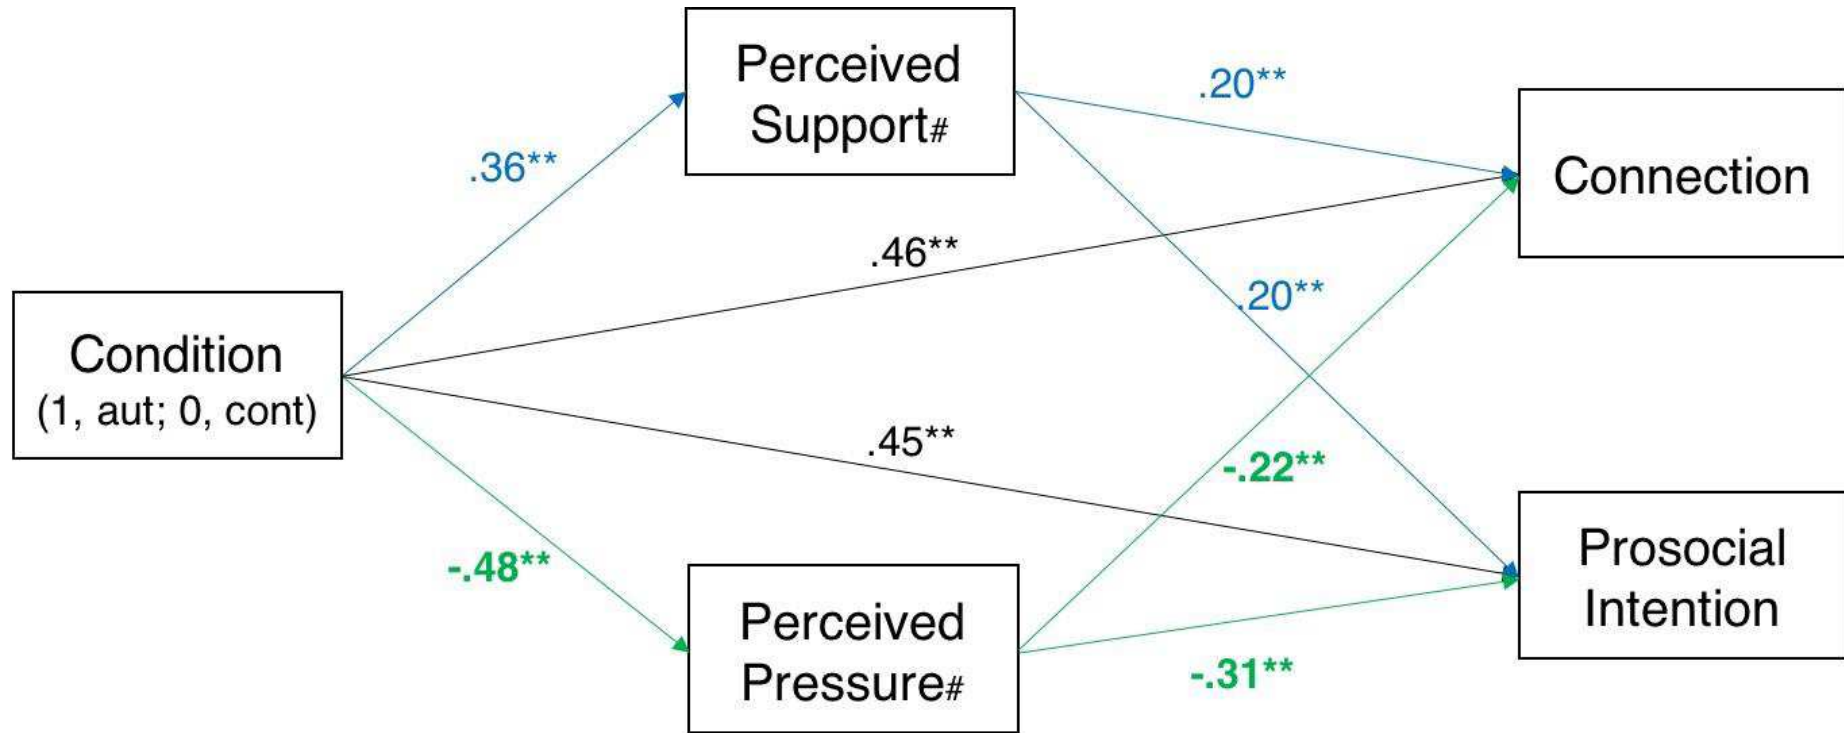 Perceived
Support#
.20**
.36**
Connection
.46**
.20**
Condition
(1, aut; 0, cont)
.45**
-.22**
Prosocial
Intention
-.48**
Perceived
Pressure#
-.31**